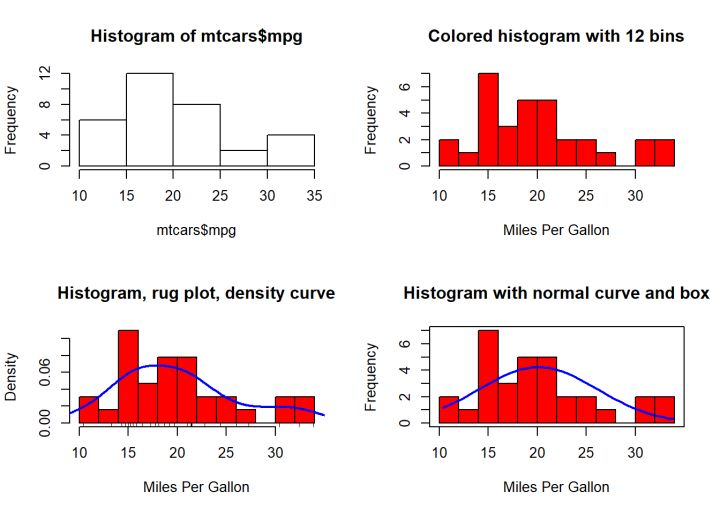 Histogram of mtcars$mpg
Frequency
0 4 8 12
10 15 20 25 30 35
mtcars$mpg
Colored histogram with 12 bins
Frequency
0 2 4 6
10 15 20 25 30
Miles Per Gallon
Histogram, rug plot, density curve
Density
0.00 0.06
10 15 20 25 30
Miles Per Gallon
Histogram with normal curve and box
Frequency
0 2 4 6
10 15 20 25 30
Miles Per Gallon